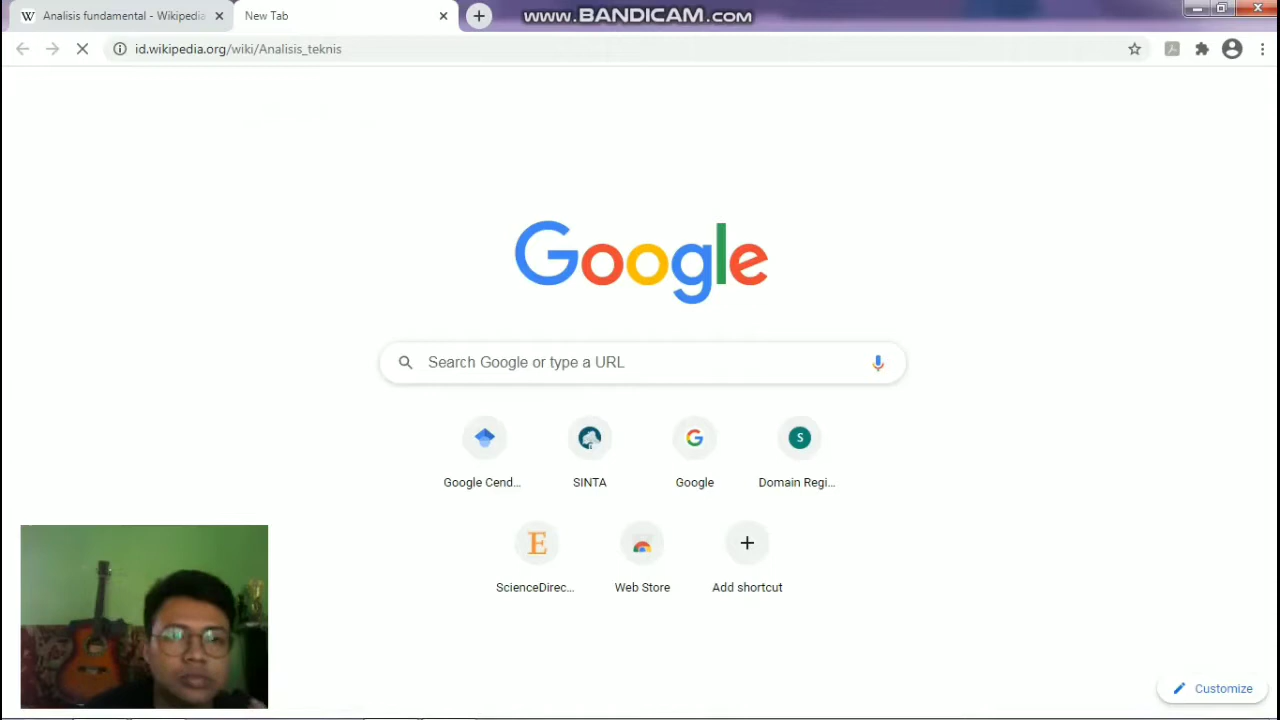 Analisis fundamental - Wikipedia
New Tab
WWW.BANDICAM.COM
id.wikipedia.org/wiki/Analisis_teknis
Google
Search Google or type a URL
S
Google Cend...
SINTA
Google
Domain Regi...
E
ScienceDirec...
Web Store
Add shortcut
Customize